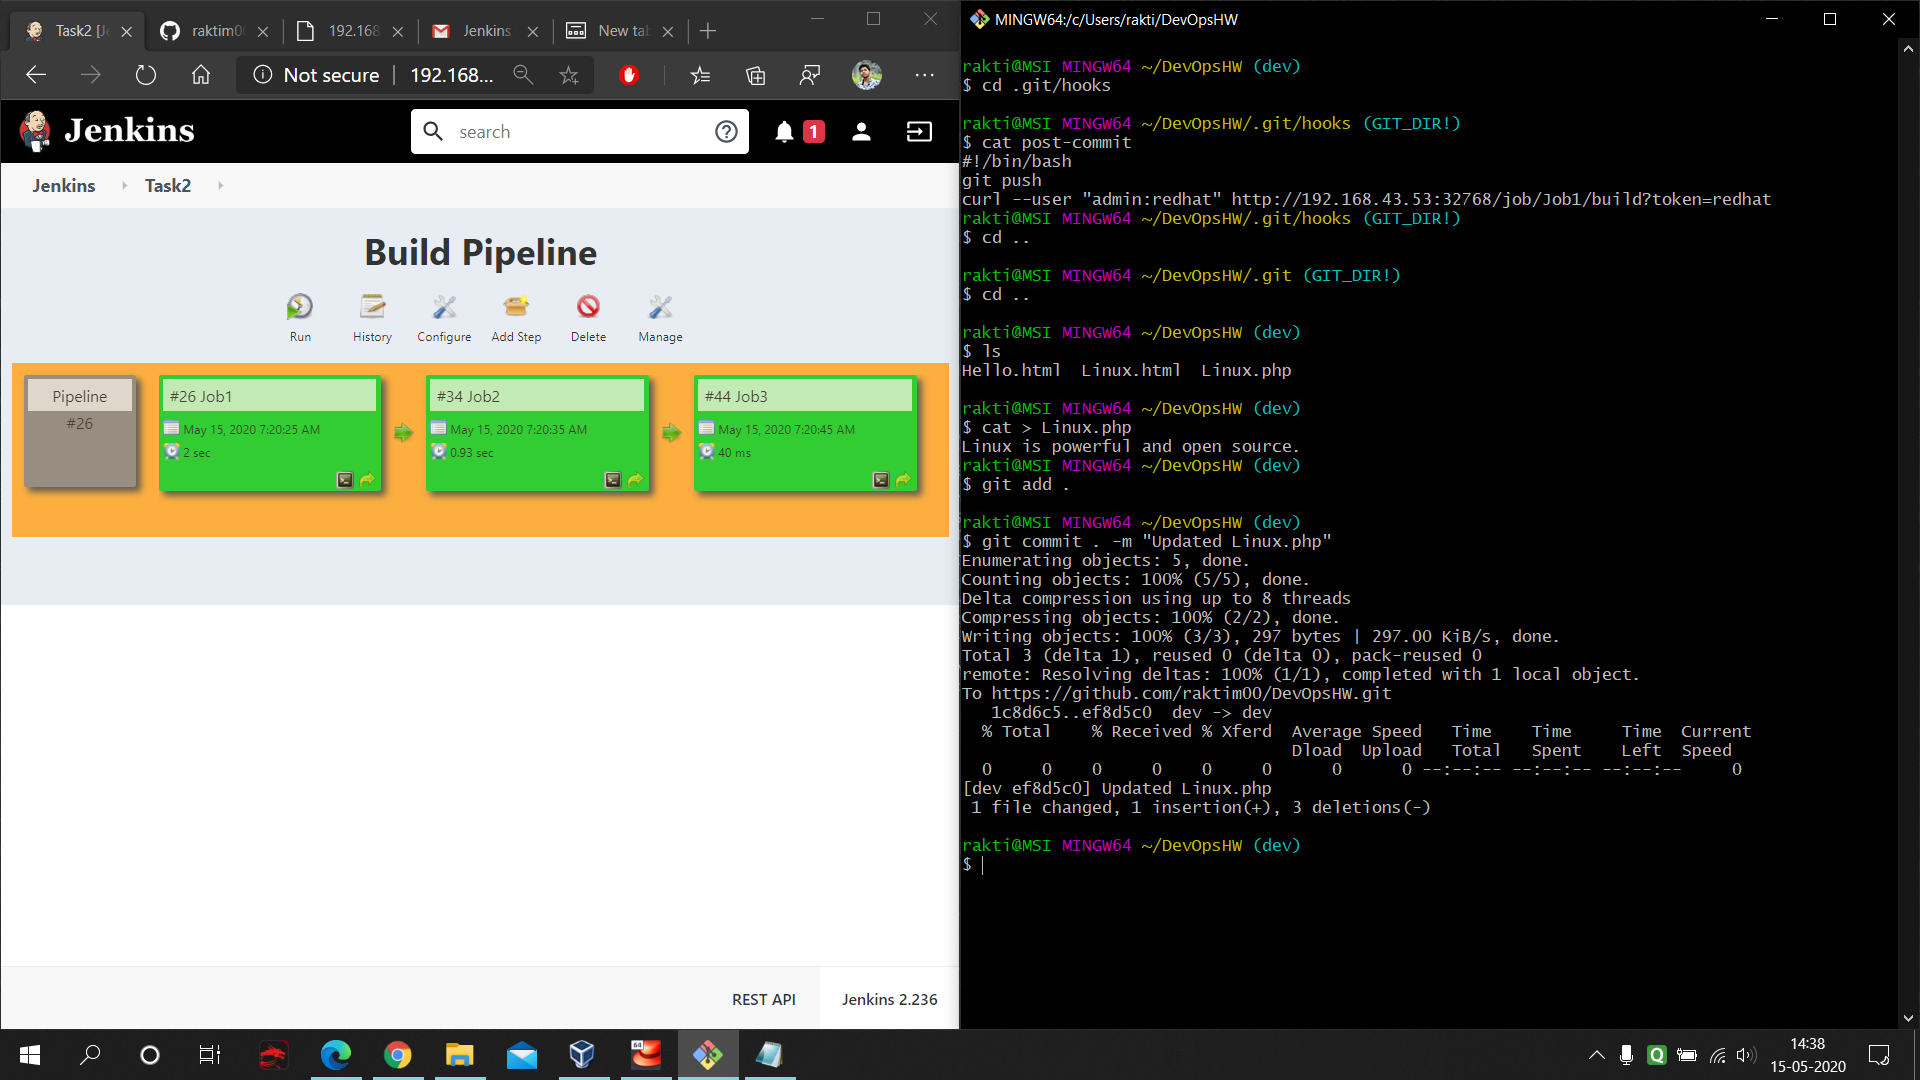 Task2 [J
raktim0
192.168
Jenkins
New tab
Not secure
192.168...
Jenkins
search
1
Jenkins
Task2
Build Pipeline
Run
History
Configure
Add Step
Delete
Manage
Pipeline
#26
#26 Job1
May 15, 2020 7:20:25 AM
2 sec
#34 Job2
May 15, 2020 7:20:35 AM
0.93 sec
#44 Job3
May 15, 2020 7:20:45 AM
40 ms
REST API
Jenkins 2.236
MINGW64:/c/Users/rakti/DevOpsHW
rakti@MSI MINGW64 ~/DevOpsHW (dev)
$ cd .git/hooks
rakti@MSI MINGW64 ~/DevOpsHW/.git/hooks (GIT_DIR!)
$ cat post-commit
#!/bin/bash
git push
curl --user "admin:redhat" http://192.168.43.53:32768/job/Job1/build?token=redhat
rakti@MSI MINGW64 ~/DevOpsHW/.git/hooks (GIT_DIR!)
$ cd ..
rakti@MSI MINGW64 ~/DevOpsHW/.git (GIT_DIR!)
$ cd ..
rakti@MSI MINGW64 ~/DevOpsHW (dev)
$ ls
Hello.html  Linux.html  Linux.php
rakti@MSI MINGW64 ~/DevOpsHW (dev)
$ cat > Linux.php
Linux is powerful and open source.
rakti@MSI MINGW64 ~/DevOpsHW (dev)
$ git add .
rakti@MSI MINGW64 ~/DevOpsHW (dev)
$ git commit . -m "Updated Linux.php"
Enumerating objects: 5, done.
Counting objects: 100% (5/5), done.
Delta compression using up to 8 threads
Compressing objects: 100% (2/2), done.
Writing objects: 100% (3/3), 297 bytes | 297.00 KiB/s, done.
Total 3 (delta 1), reused 0 (delta 0), pack-reused 0
remote: Resolving deltas: 100% (1/1), completed with 1 local object.
To https://github.com/raktim00/DevOpsHW.git
1c8d6c5..ef8d5c0  dev -> dev
% Total    % Received % Xferd  Average Speed   Time    Time     Time  Current
Dload  Upload   Total   Spent    Left  Speed
0     0    0     0    0     0      0      0 --:--:-- --:--:-- --:--:--     0
[dev ef8d5c0] Updated Linux.php
1 file changed, 1 insertion(+), 3 deletions(-)
rakti@MSI MINGW64 ~/DevOpsHW (dev)
$
64
Q
14:38
15-05-2020